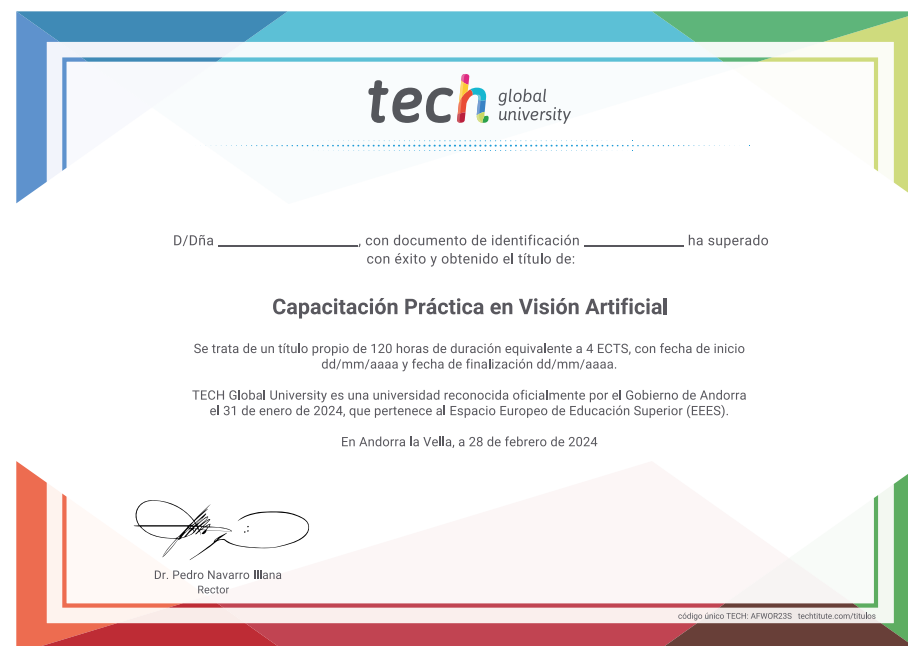 tech global university
D/Dña ____________________, con documento de identificación ______________ ha superado
con éxito y obtenido el título de:
Capacitación Práctica en Visión Artificial
Se trata de un título propio de 120 horas de duración equivalente a 4 ECTS, con fecha de inicio
dd/mm/aaaa y fecha de finalización dd/mm/aaaa.
TECH Global University es una universidad reconocida oficialmente por el Gobierno de Andorra
el 31 de enero de 2024, que pertenece al Espacio Europeo de Educación Superior (EEES).
En Andorra la Vella, a 28 de febrero de 2024
Dr. Pedro Navarro Illana
Rector
código único TECH: AFWOR23S techtitute.com/titulos